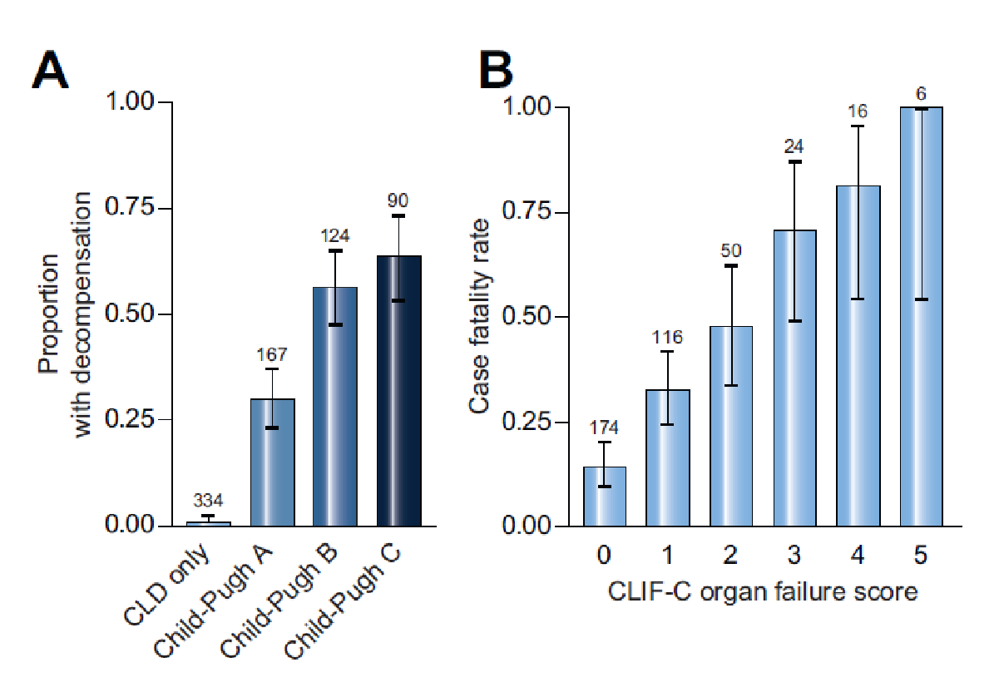 A
Proportion
with decompensation
1.00
0.75
0.50
0.25
0.00
334
167
124
90
CLD only
Child-Pugh A
Child-Pugh B
Child-Pugh C
B
Case fatality rate
1.00
0.75
0.50
0.25
0.00
174
116
50
24
16
6
0 1 2 3 4 5
CLIF-C organ failure score